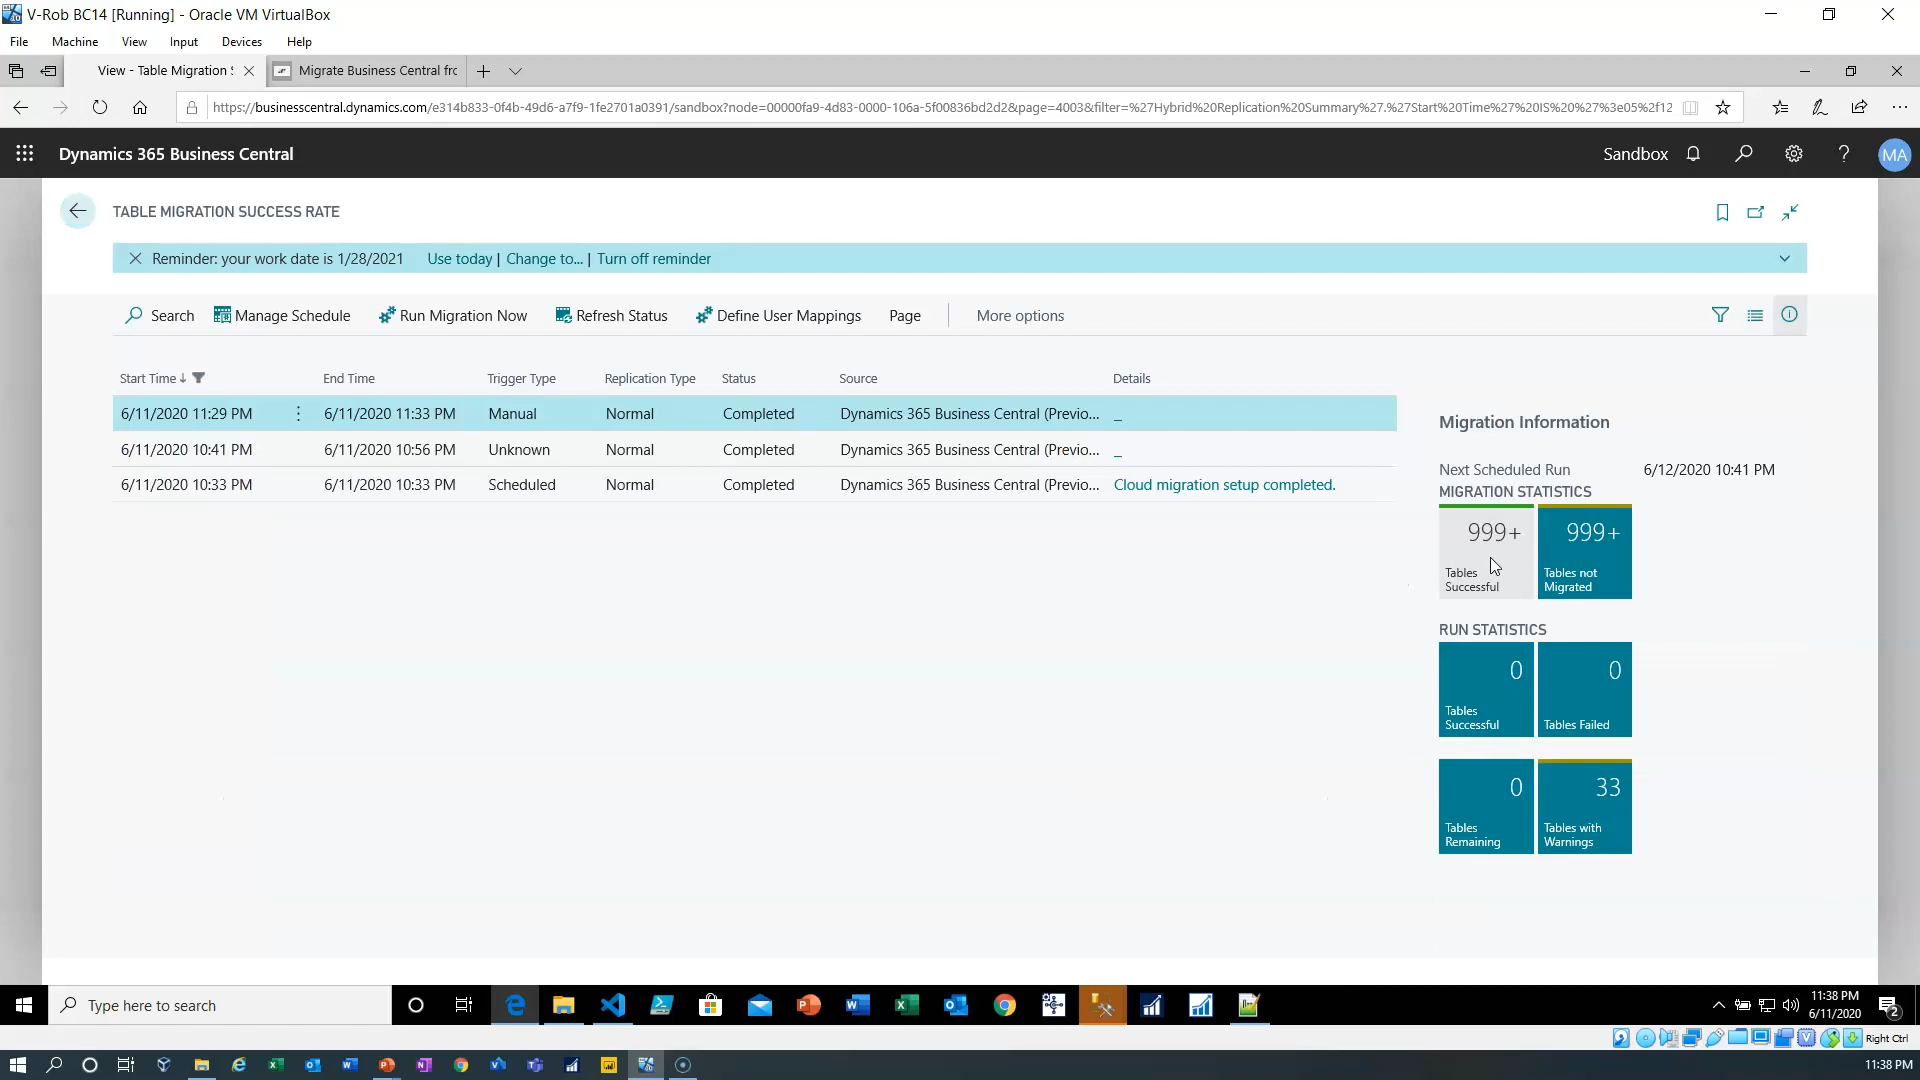 V-Rob BC14 [Running] - Oracle VM VirtualBox
File Machine View Input Devices Help
View - Table Migration S
Migrate Business Central frc
https://businesscentral.dynamics.com/e314b833-0f4b-49d6-a7f9-1fe2701a0391/sandbox?node=00000fa9-4d83-0000-106a-5f00836bd2d2&page=4003&filter=%27Hybrid%20Replication%20Summary%27.%27Start%20Time%27%20IS%20%27%3e05%2f12
Dynamics 365 Business Central
Sandbox
MA
TABLE MIGRATION SUCCESS RATE
Reminder: your work date is 1/28/2021 Use today | Change to... | Turn off reminder
Search Manage Schedule Run Migration Now Refresh Status Define User Mappings Page More options
Start Time↓ End Time Trigger Type Replication Type Status Source Details
6/11/2020 11:29 PM 6/11/2020 11:33 PM Manual Normal Completed Dynamics 365 Business Central (Previo... _
6/11/2020 10:41 PM 6/11/2020 10:56 PM Unknown Normal Completed Dynamics 365 Business Central (Previo... _
6/11/2020 10:33 PM 6/11/2020 10:33 PM Scheduled Normal Completed Dynamics 365 Business Central (Previo... Cloud migration setup completed.
Migration Information
Next Scheduled Run 6/12/2020 10:41 PM
MIGRATION STATISTICS
999+ 999+
Tables Tables not
Successful Migrated
RUN STATISTICS
0 0
Tables
Successful Tables Failed
0 33
Tables Tables with
Remaining Warnings
Type here to search
11:38 PM
6/11/2020
2
Right Ctrl
11:38 PM